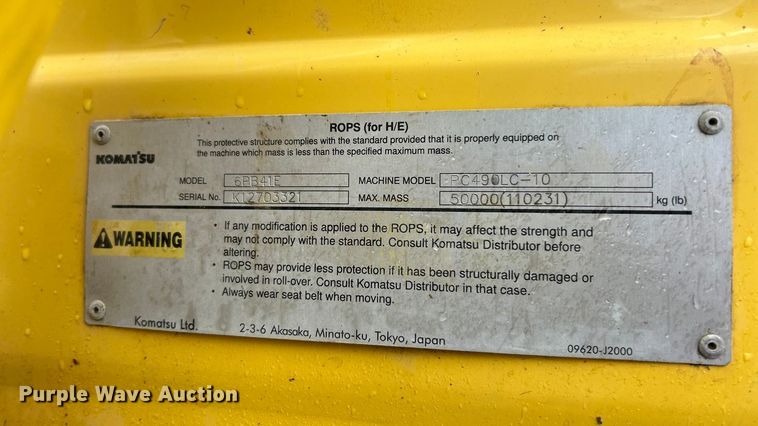 ROPS (for H/E)
This protective structure complies with the standard provided that it is properly equipped on
the machine which mass is less than the specified maximum mass.
KOMATSU
MODEL 6BB41E MACHINE MODEL PC490LC-10
SERIAL No. K12703321 MAX. MASS 50000(110231) kg (lb)
WARNING
• If any modification is applied to the ROPS, it may affect the strength and
may not comply with the standard. Consult Komatsu Distributor before
altering.
• ROPS may provide less protection if it has been structurally damaged or
involved in roll-over. Consult Komatsu Distributor in that case.
• Always wear seat belt when moving.
Komatsu Ltd. 2-3-6 Akasaka, Minato-ku, Tokyo, Japan
09620-J2000
Purple Wave Auction